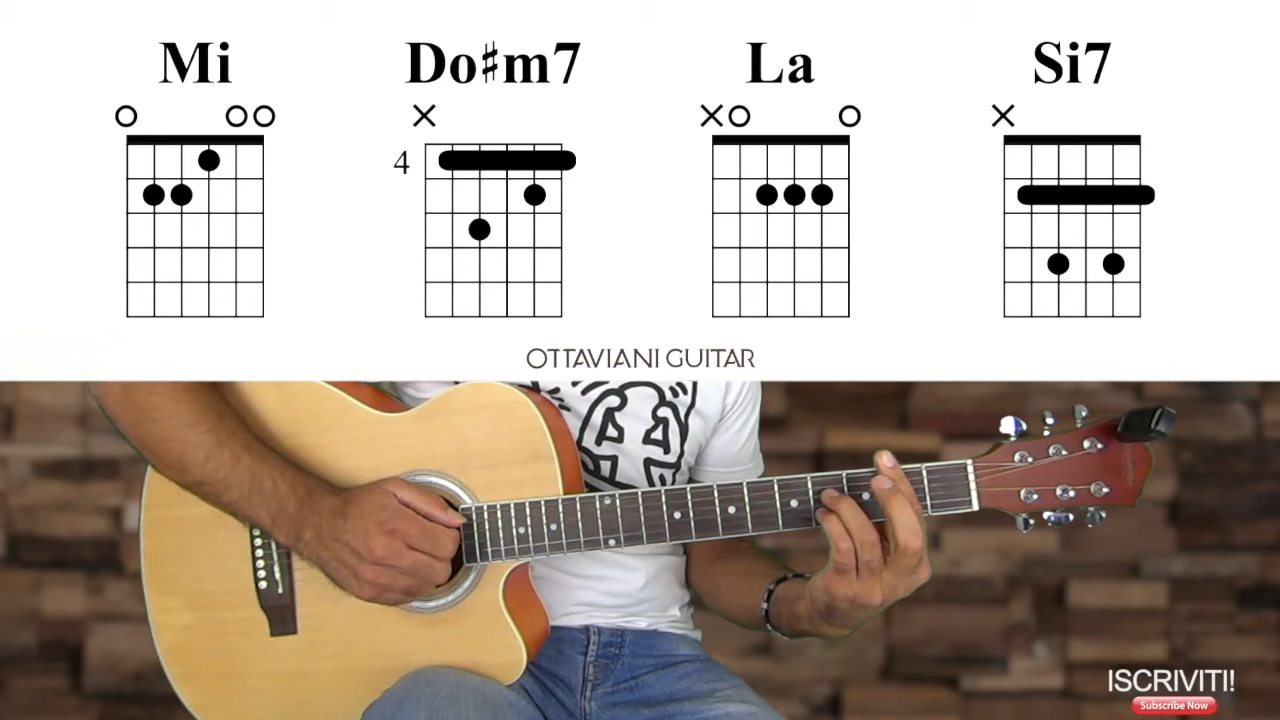 Mi Do♯m7 La Si7
4
OTTAVIANI GUITAR
ISCRIVITI!
Subscribe Now